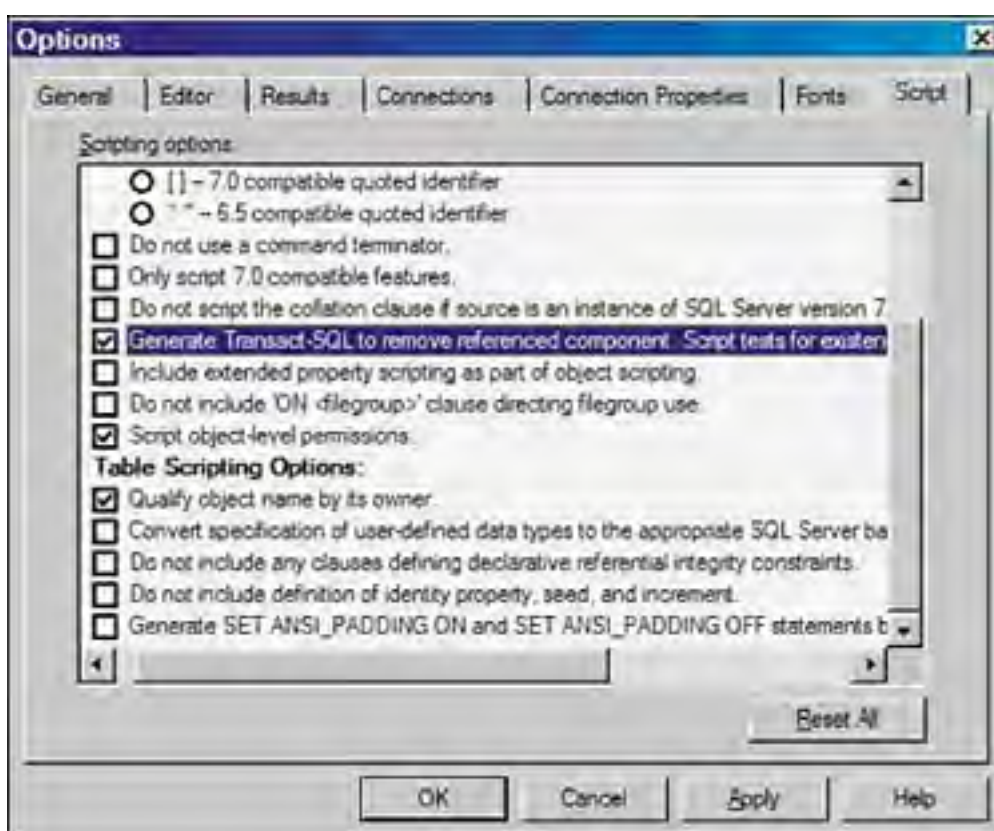 Options
General Editor Results Connections Connection Properties Fonts Script
Scripting options
[ ] - 7.0 compatible quoted identifier
" " - 6.5 compatible quoted identifier
Do not use a command terminator.
Only script 7.0 compatible features.
Do not script the collation clause if source is an instance of SQL Server version 7
Generate Transact-SQL to remove referenced component. Script tests for existen
Include extended property scripting as part of object scripting.
Do not include 'ON <filegroup>' clause directing filegroup use.
Script object-level permissions.
Table Scripting Options:
Qualify object name by its owner.
Convert specification of user-defined data types to the appropriate SQL Server ba
Do not include any clauses defining declarative referential integrity constraints.
Do not include definition of identity property, seed, and increment.
Generate SET ANSI_PADDING ON and SET ANSI_PADDING OFF statements b
Reset All
OK Cancel Apply Help